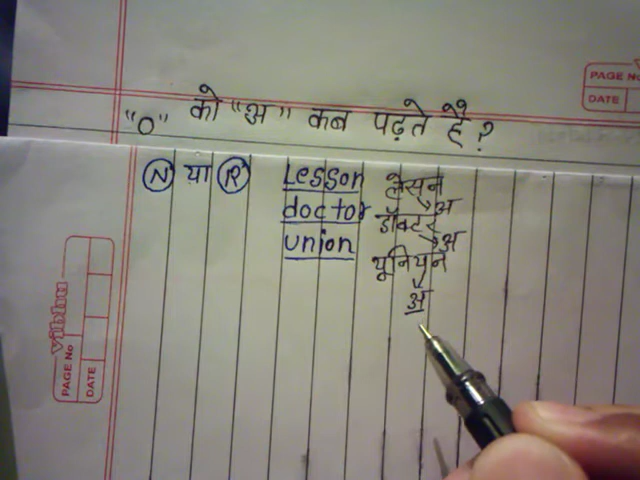 PAGE No
DATE
"O" को "अ" कब पढ़ते है?
N या R
Lesson लेसन
अ
doctor डॉक्टर
अ
union यूनियन
अ
vibhu
PAGE No
DATE